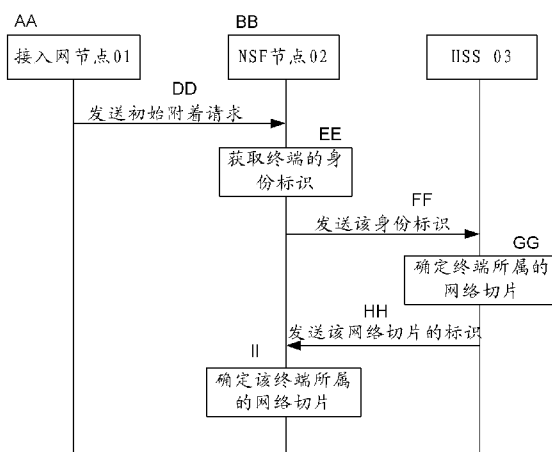 AA
BB
接入网节点01
NSF节点02
HSS 03
DD
发送初始附着请求
EE
获取终端的身
份标识
FF
发送该身份标识
GG
确定终端所属的
网络切片
HH
发送该网络切片的标识
II
确定该终端所属
的网络切片